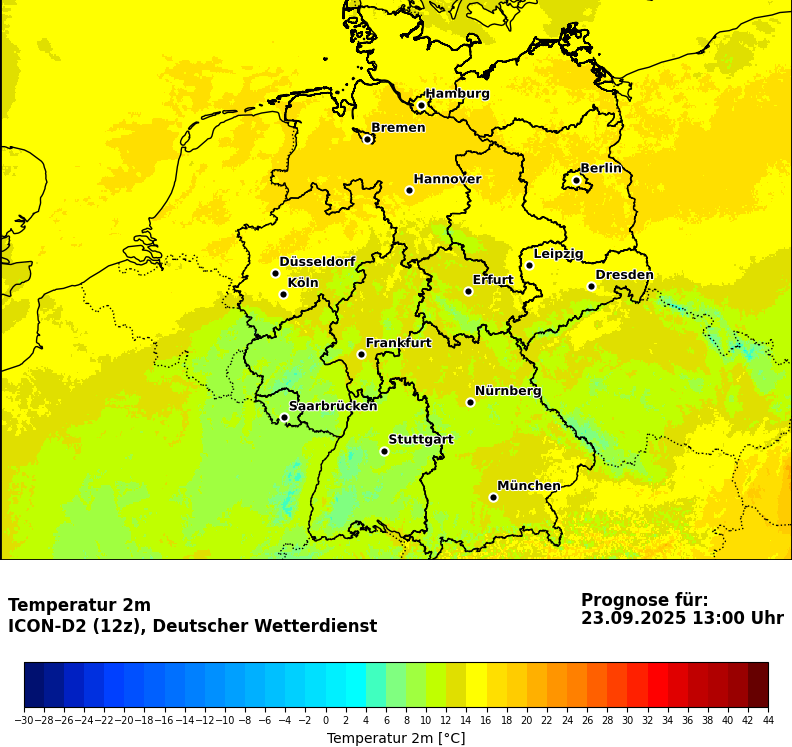 Hamburg
Bremen
Berlin
Hannover
Leipzig
Düsseldorf
Dresden
Köln
Erfurt
Frankfurt
Nürnberg
Saarbrücken
Stuttgart
München
Temperatur 2m
ICON-D2 (12z), Deutscher Wetterdienst
Prognose für:
23.09.2025 13:00 Uhr
−30 −28 −26 −24 −22 −20 −18 −16 −14 −12 −10 −8 −6 −4 −2 0 2 4 6 8 10 12 14 16 18 20 22 24 26 28 30 32 34 36 38 40 42 44
Temperatur 2m [°C]